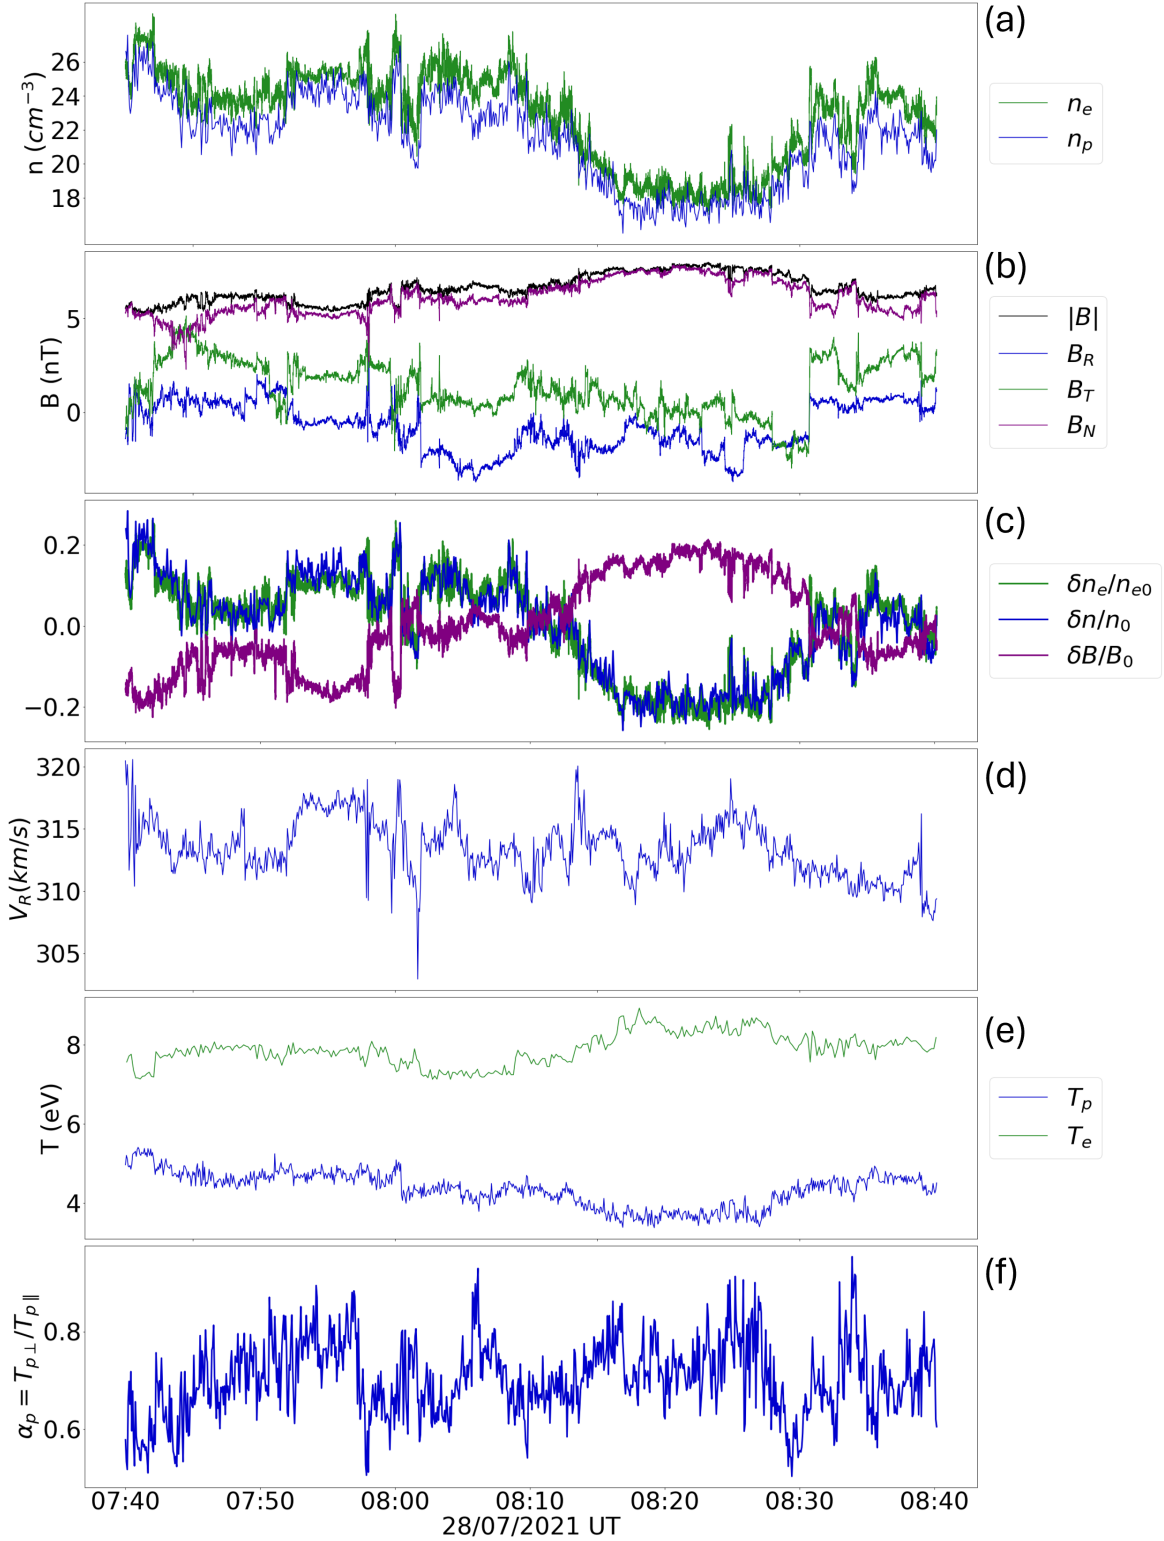 (a)
n (cm⁻³)
26
24
22
20
18
nₑ
nₚ
(b)
B (nT)
5
0
|B|
B_R
B_T
B_N
(c)
0.2
0.0
−0.2
δnₑ/nₑ₀
δn/n₀
δB/B₀
(d)
V_R(km/s)
320
315
310
305
(e)
T (eV)
8
6
4
Tₚ
Tₑ
(f)
αₚ = Tₚ⊥/Tₚ∥
0.8
0.6
07:40 07:50 08:00 08:10 08:20 08:30 08:40
28/07/2021 UT